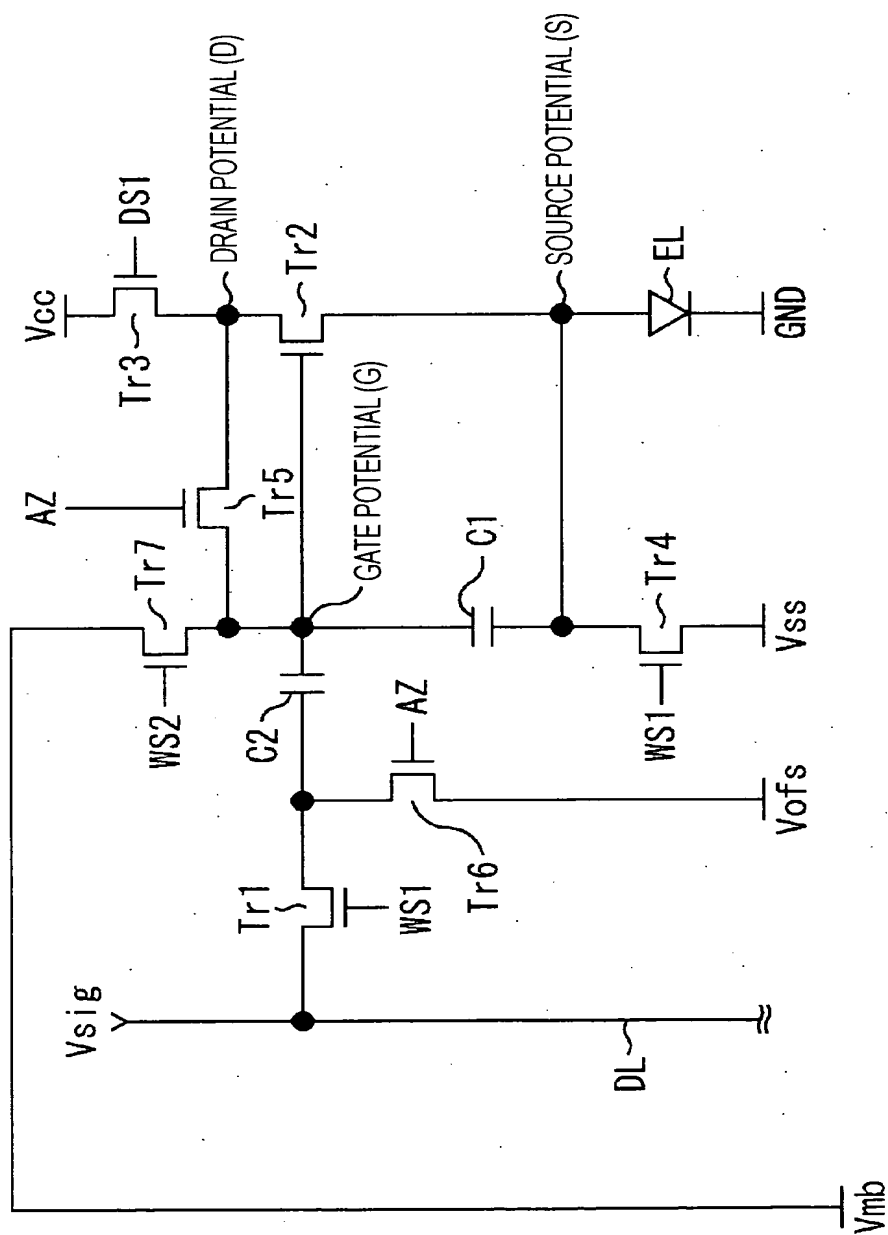 Vcc
DS1
Tr3
DRAIN POTENTIAL (D)
AZ
Tr5
Tr2
Tr7
WS2
GATE POTENTIAL (G)
C2
C1
SOURCE POTENTIAL (S)
EL
GND
AZ
Tr6
Vofs
WS1
Tr4
Vss
Tr1
WS1
Vsig
DL
Vmb